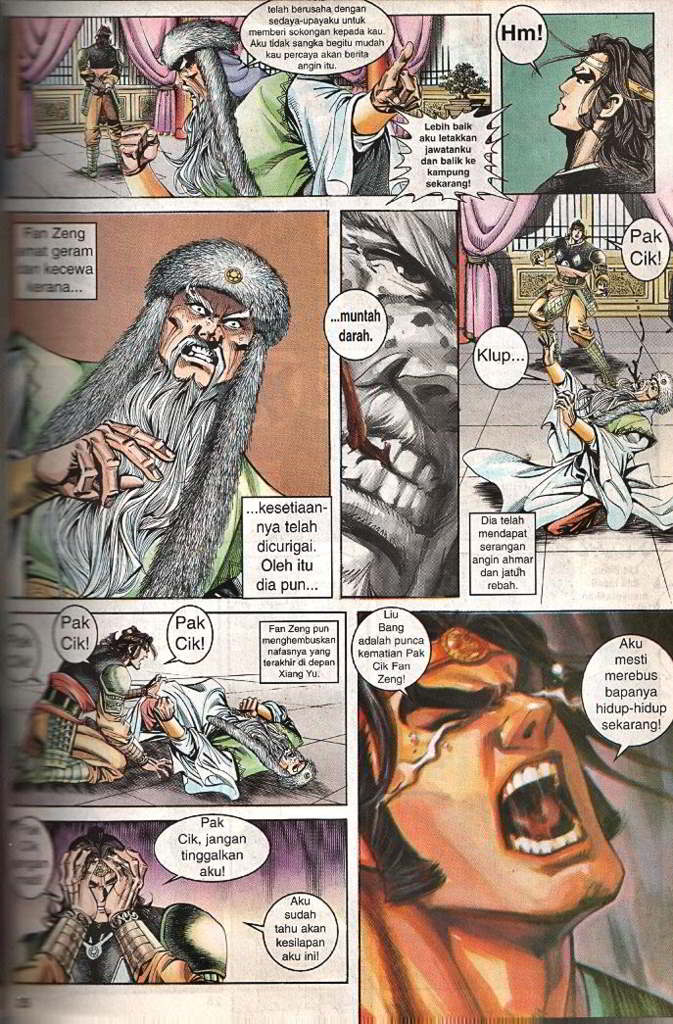 telah berusaha dengan
sedaya-upayaku untuk
memberi sokongan kepada kau.
Aku tidak sangka begitu mudah
kau percaya akan berita
angin itu.
Lebih baik
aku letakkan
jawatanku
dan balik ke
kampung
sekarang!
Hm!
Fan Zeng
amat geram
dan kecewa
kerana...
...kesetiaan-
nya telah
dicurigai.
Oleh itu
dia pun...
...muntah
darah.
Pak
Cik!
Klup...
Dia telah
mendapat
serangan
angin ahmar
dan jatuh
rebah.
Pak
Cik!
Pak
Cik!
Fan Zeng pun
menghembuskan
nafasnya yang
terakhir di depan
Xiang Yu.
Pak
Cik, jangan
tinggalkan
aku!
Aku
sudah
tahu akan
kesilapan
aku ini!
Liu
Bang
adalah punca
kematian Pak
Cik Fan
Zeng!
Aku
mesti
merebus
bapanya
hidup-hidup
sekarang!